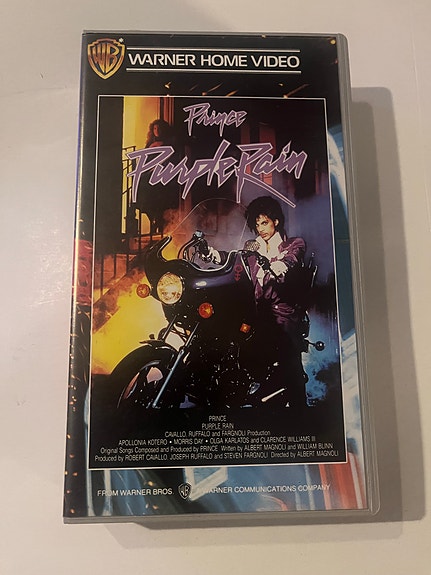 WB
WARNER HOME VIDEO
Prince
Purple Rain
PRINCE
PURPLE RAIN
CAVALLO, RUFFALO and FARGNOLI Production
APOLLONIA KOTERO • MORRIS DAY • OLGA KARLATOS and CLARENCE WILLIAMS III
Original Songs Composed and Produced by PRINCE Written by ALBERT MAGNOLI and WILLIAM BLINN
Produced by ROBERT CAVALLO, JOSEPH RUFFALO and STEVEN FARGNOLI Directed by ALBERT MAGNOLI
FROM WARNER BROS. WB A WARNER COMMUNICATIONS COMPANY